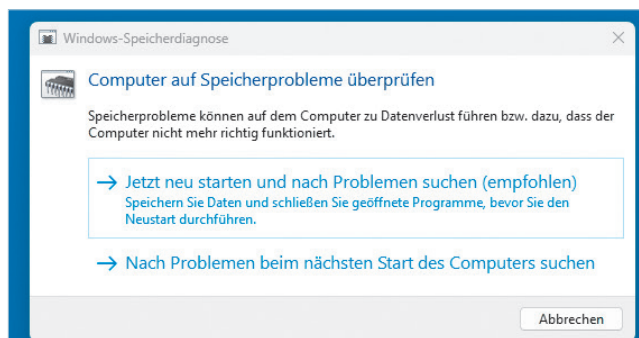 Windows-Speicherdiagnose
Computer auf Speicherprobleme überprüfen
Speicherprobleme können auf dem Computer zu Datenverlust führen bzw. dazu, dass der
Computer nicht mehr richtig funktioniert.
Jetzt neu starten und nach Problemen suchen (empfohlen)
Speichern Sie Daten und schließen Sie geöffnete Programme, bevor Sie den
Neustart durchführen.
Nach Problemen beim nächsten Start des Computers suchen
Abbrechen